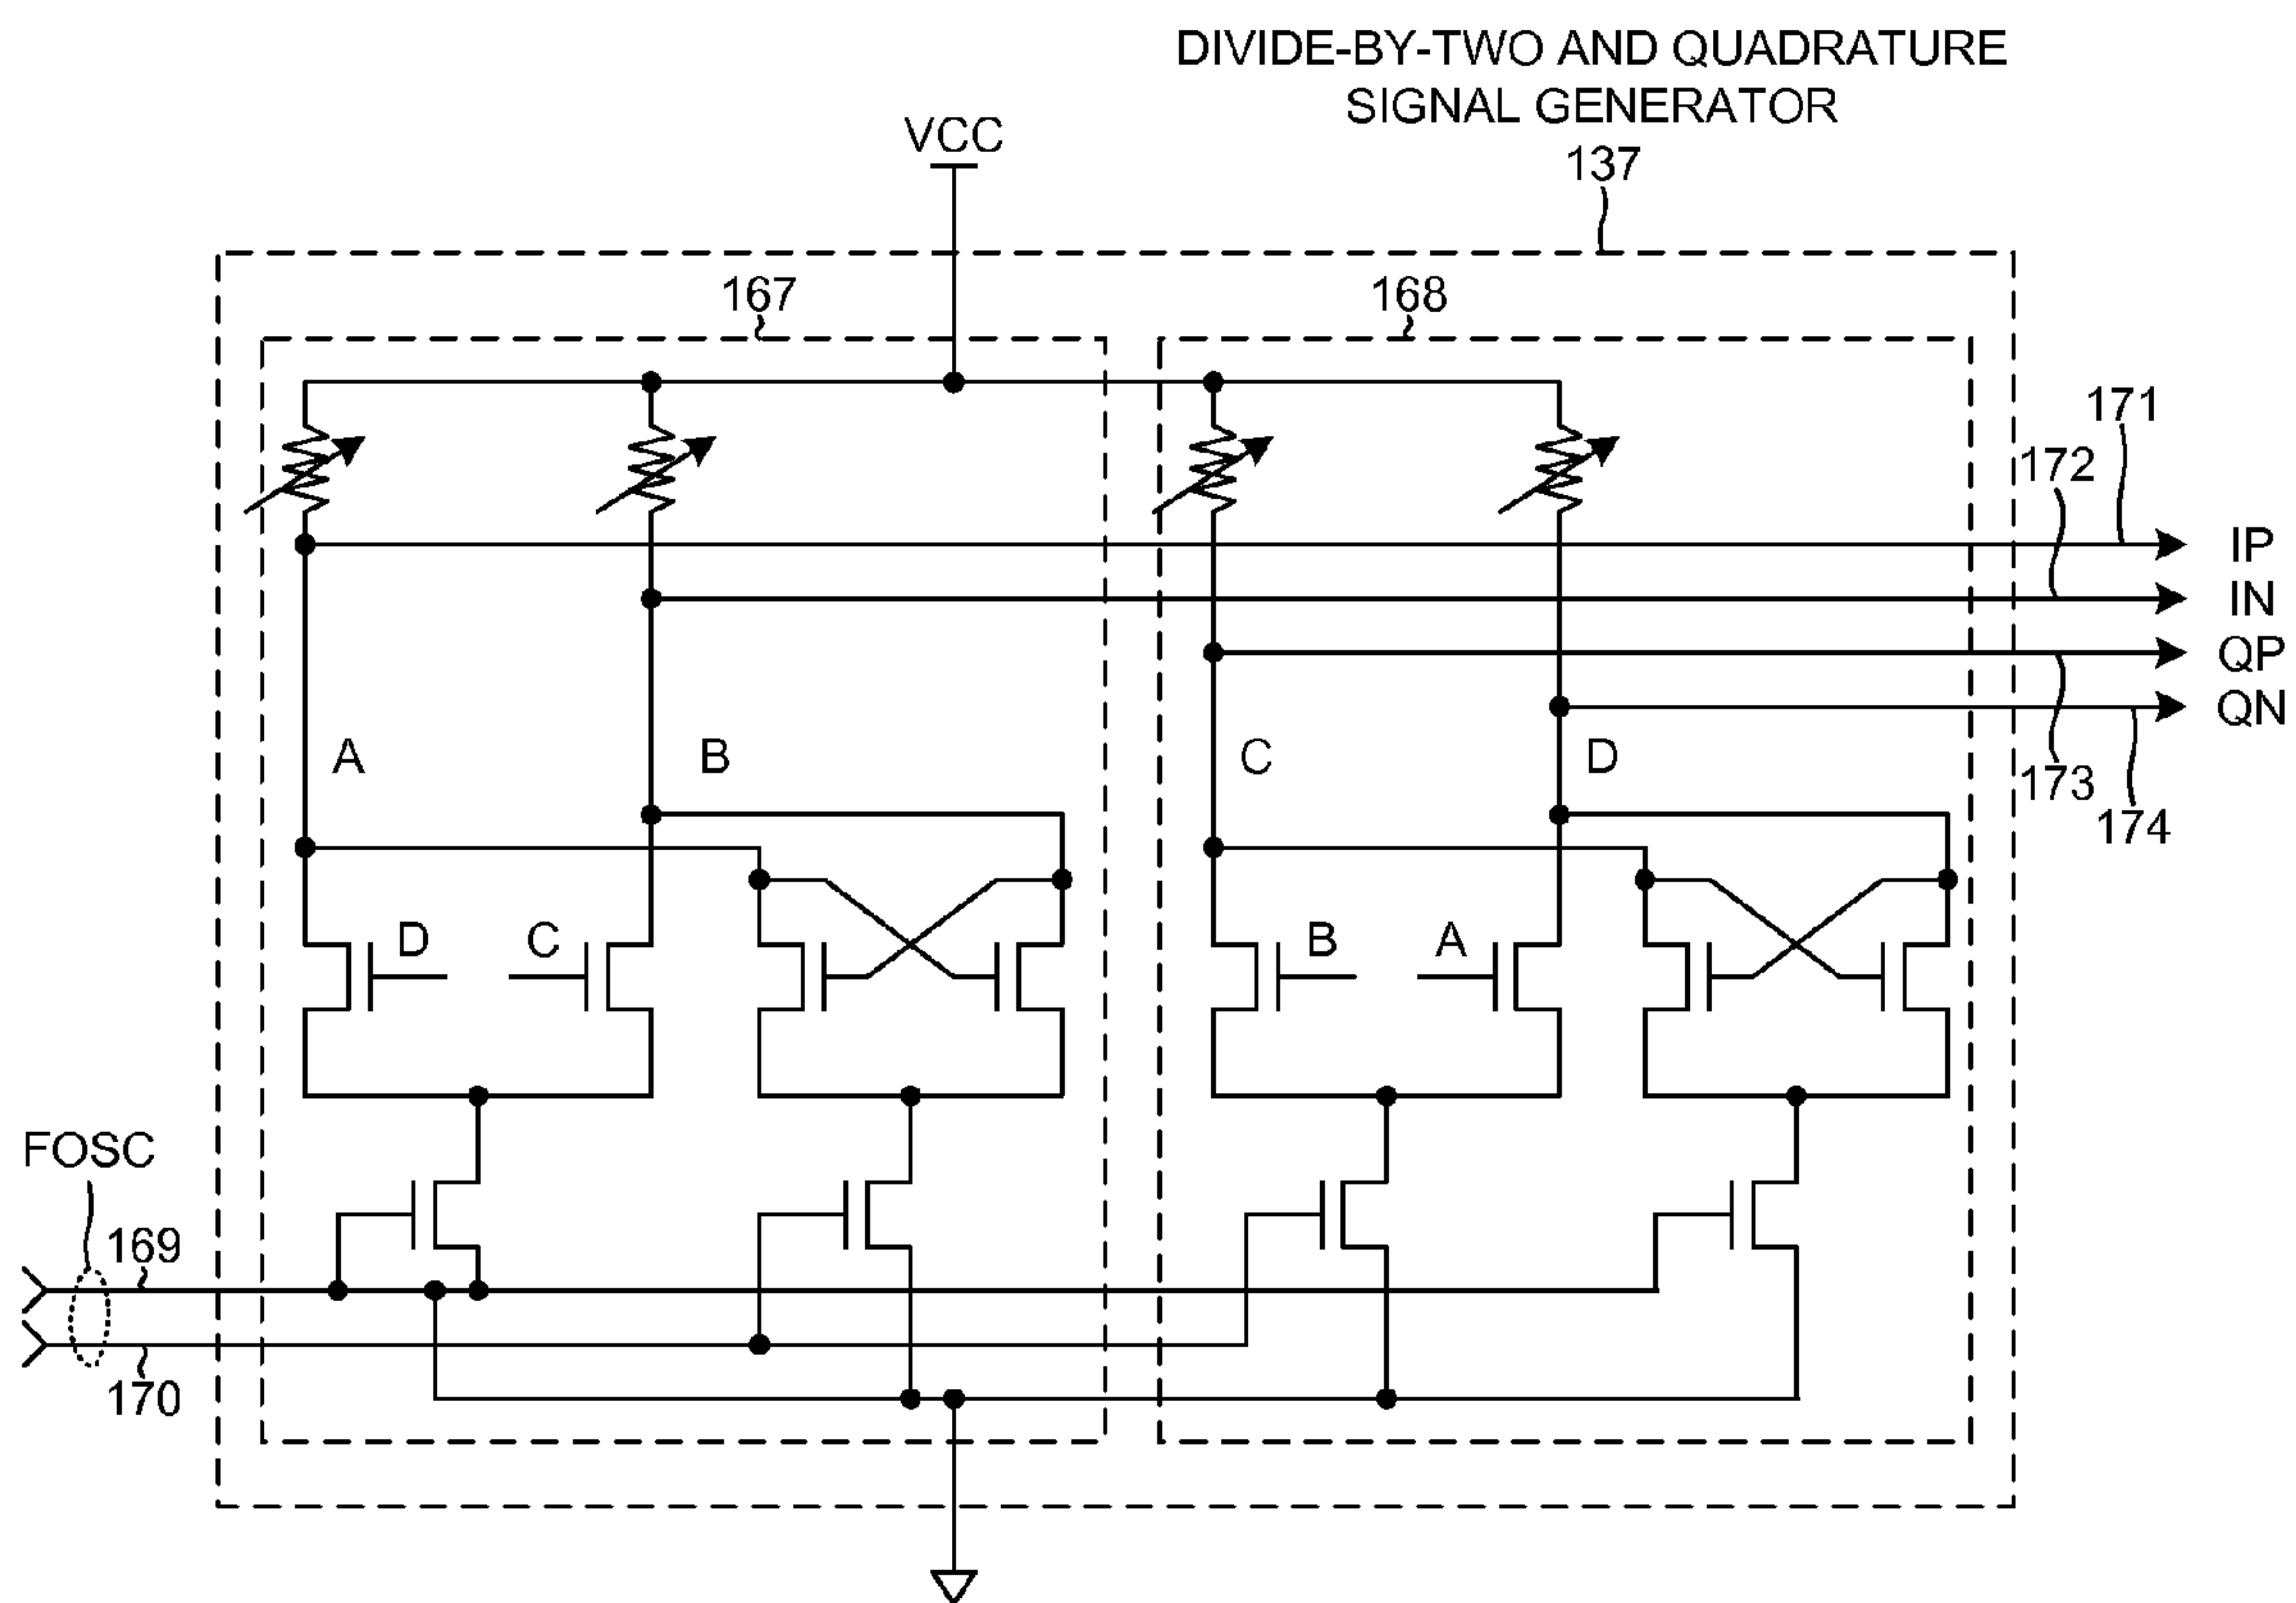 DIVIDE-BY-TWO AND QUADRATURE
SIGNAL GENERATOR
137
VCC
167
168
171
172
IP
IN
QP
QN
A
B
C
D
173
174
D
C
B
A
FOSC
169
170